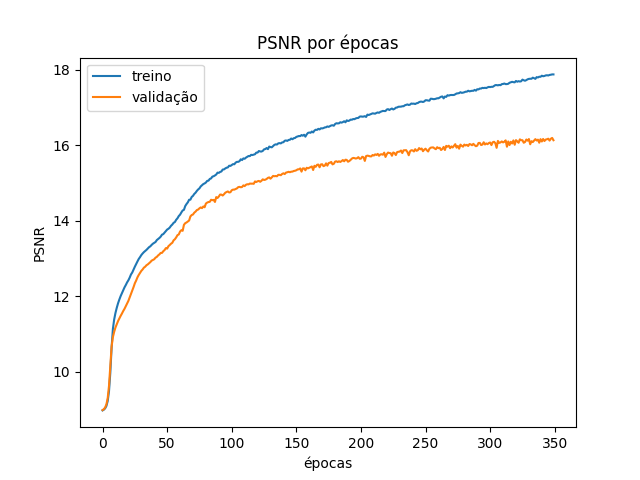 PSNR por épocas
treino
validação
PSNR
18
16
14
12
10
0 50 100 150 200 250 300 350
épocas